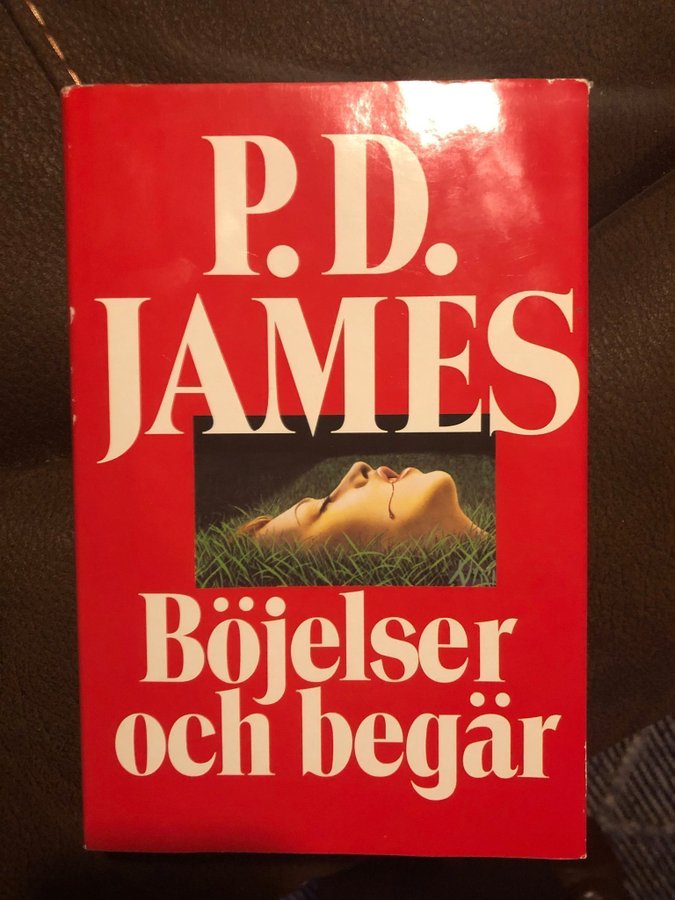 P. D.
JAMES
Böjelser
och begär